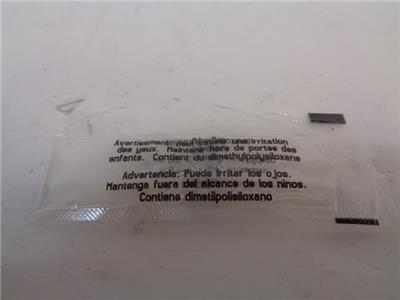 Avertissement: peut causer une irritation
des yeux. Maintenir hors de portee des
enfants. Contient du dimethylpolysiloxane
Advertencia: Puede irritar los ojos.
Mantenga fuera del alcance de los ninos.
Contiene dimetilpolisiloxano